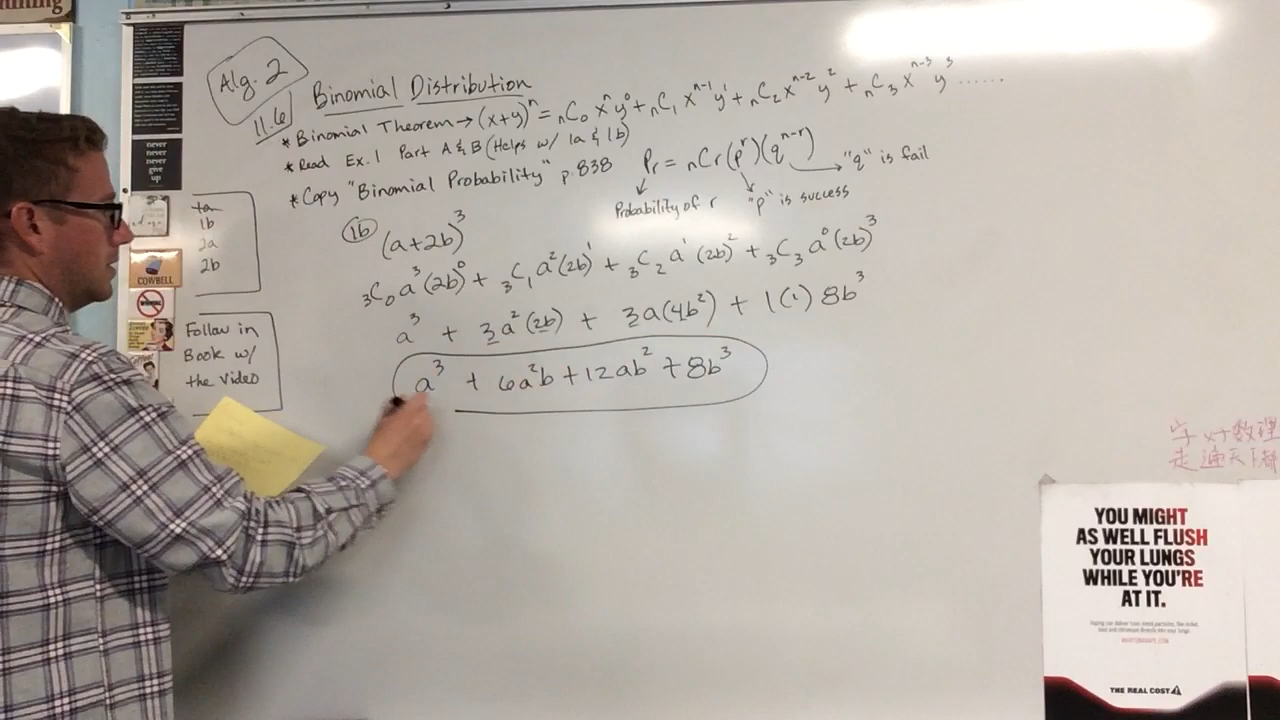 Alg. 2
11.6
Binomial Distribution
* Binomial Theorem → (x+y)ⁿ = ₙC₀ xⁿy⁰ + ₙC₁ xⁿ⁻¹y¹ + ₙC₂ xⁿ⁻²y² + ₙC₃ xⁿ⁻³y³ ......
* Read Ex. 1 Part A & B (Helps w/ 1a & 1b)
* Copy "Binomial Probability" p. 838
Pr = ₙCr (pʳ)(qⁿ⁻ʳ)
"q" is fail
Probability of r
"p" is success
1a
1b
2a
2b
Follow in
Book w/
the video
1b (a+2b)³
₃C₀ a³(2b)⁰ + ₃C₁ a²(2b)¹ + ₃C₂ a¹(2b)² + ₃C₃ a⁰(2b)³
a³ + 3a²(2b) + 3a(4b²) + 1(1) 8b³
a³ + 6a²b + 12ab² + 8b³
never
never
never
give
up
COWBELL
学好数理
走遍天下都
YOU MIGHT
AS WELL FLUSH
YOUR LUNGS
WHILE YOU'RE
AT IT.
THE REAL COST